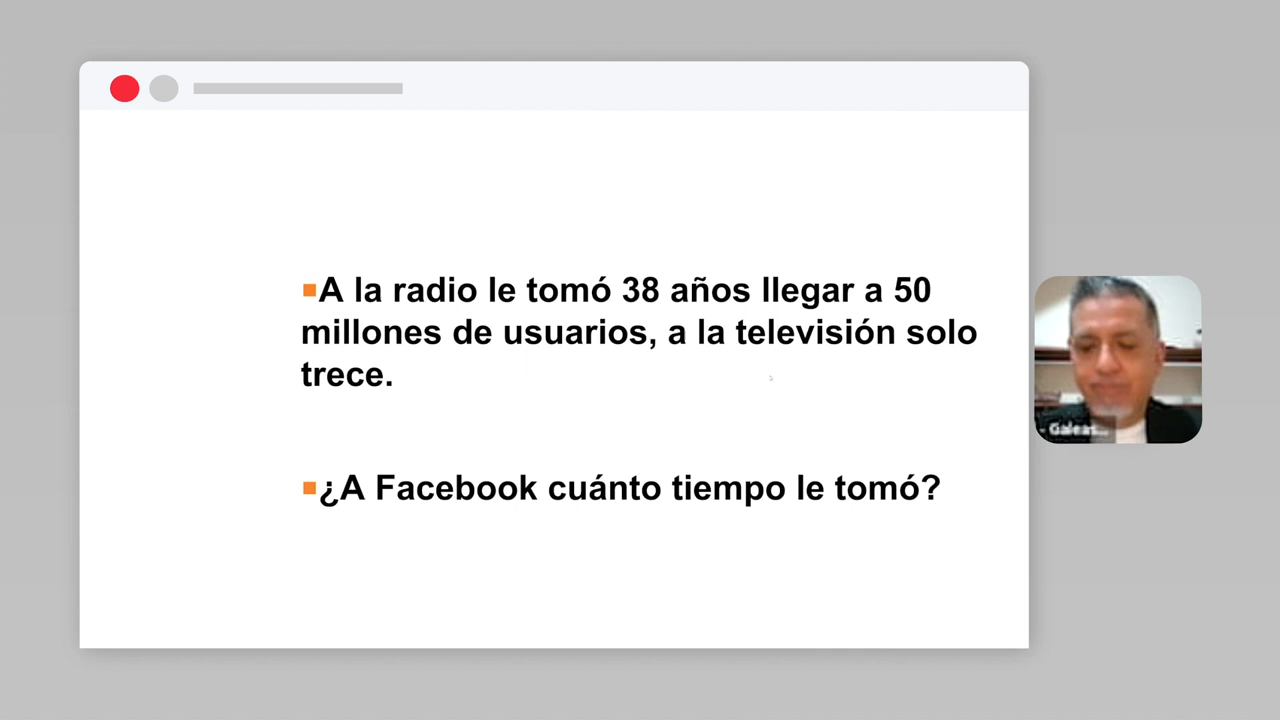 A la radio le tomó 38 años llegar a 50
millones de usuarios, a la televisión solo
trece.
¿A Facebook cuánto tiempo le tomó?
- Galeas...